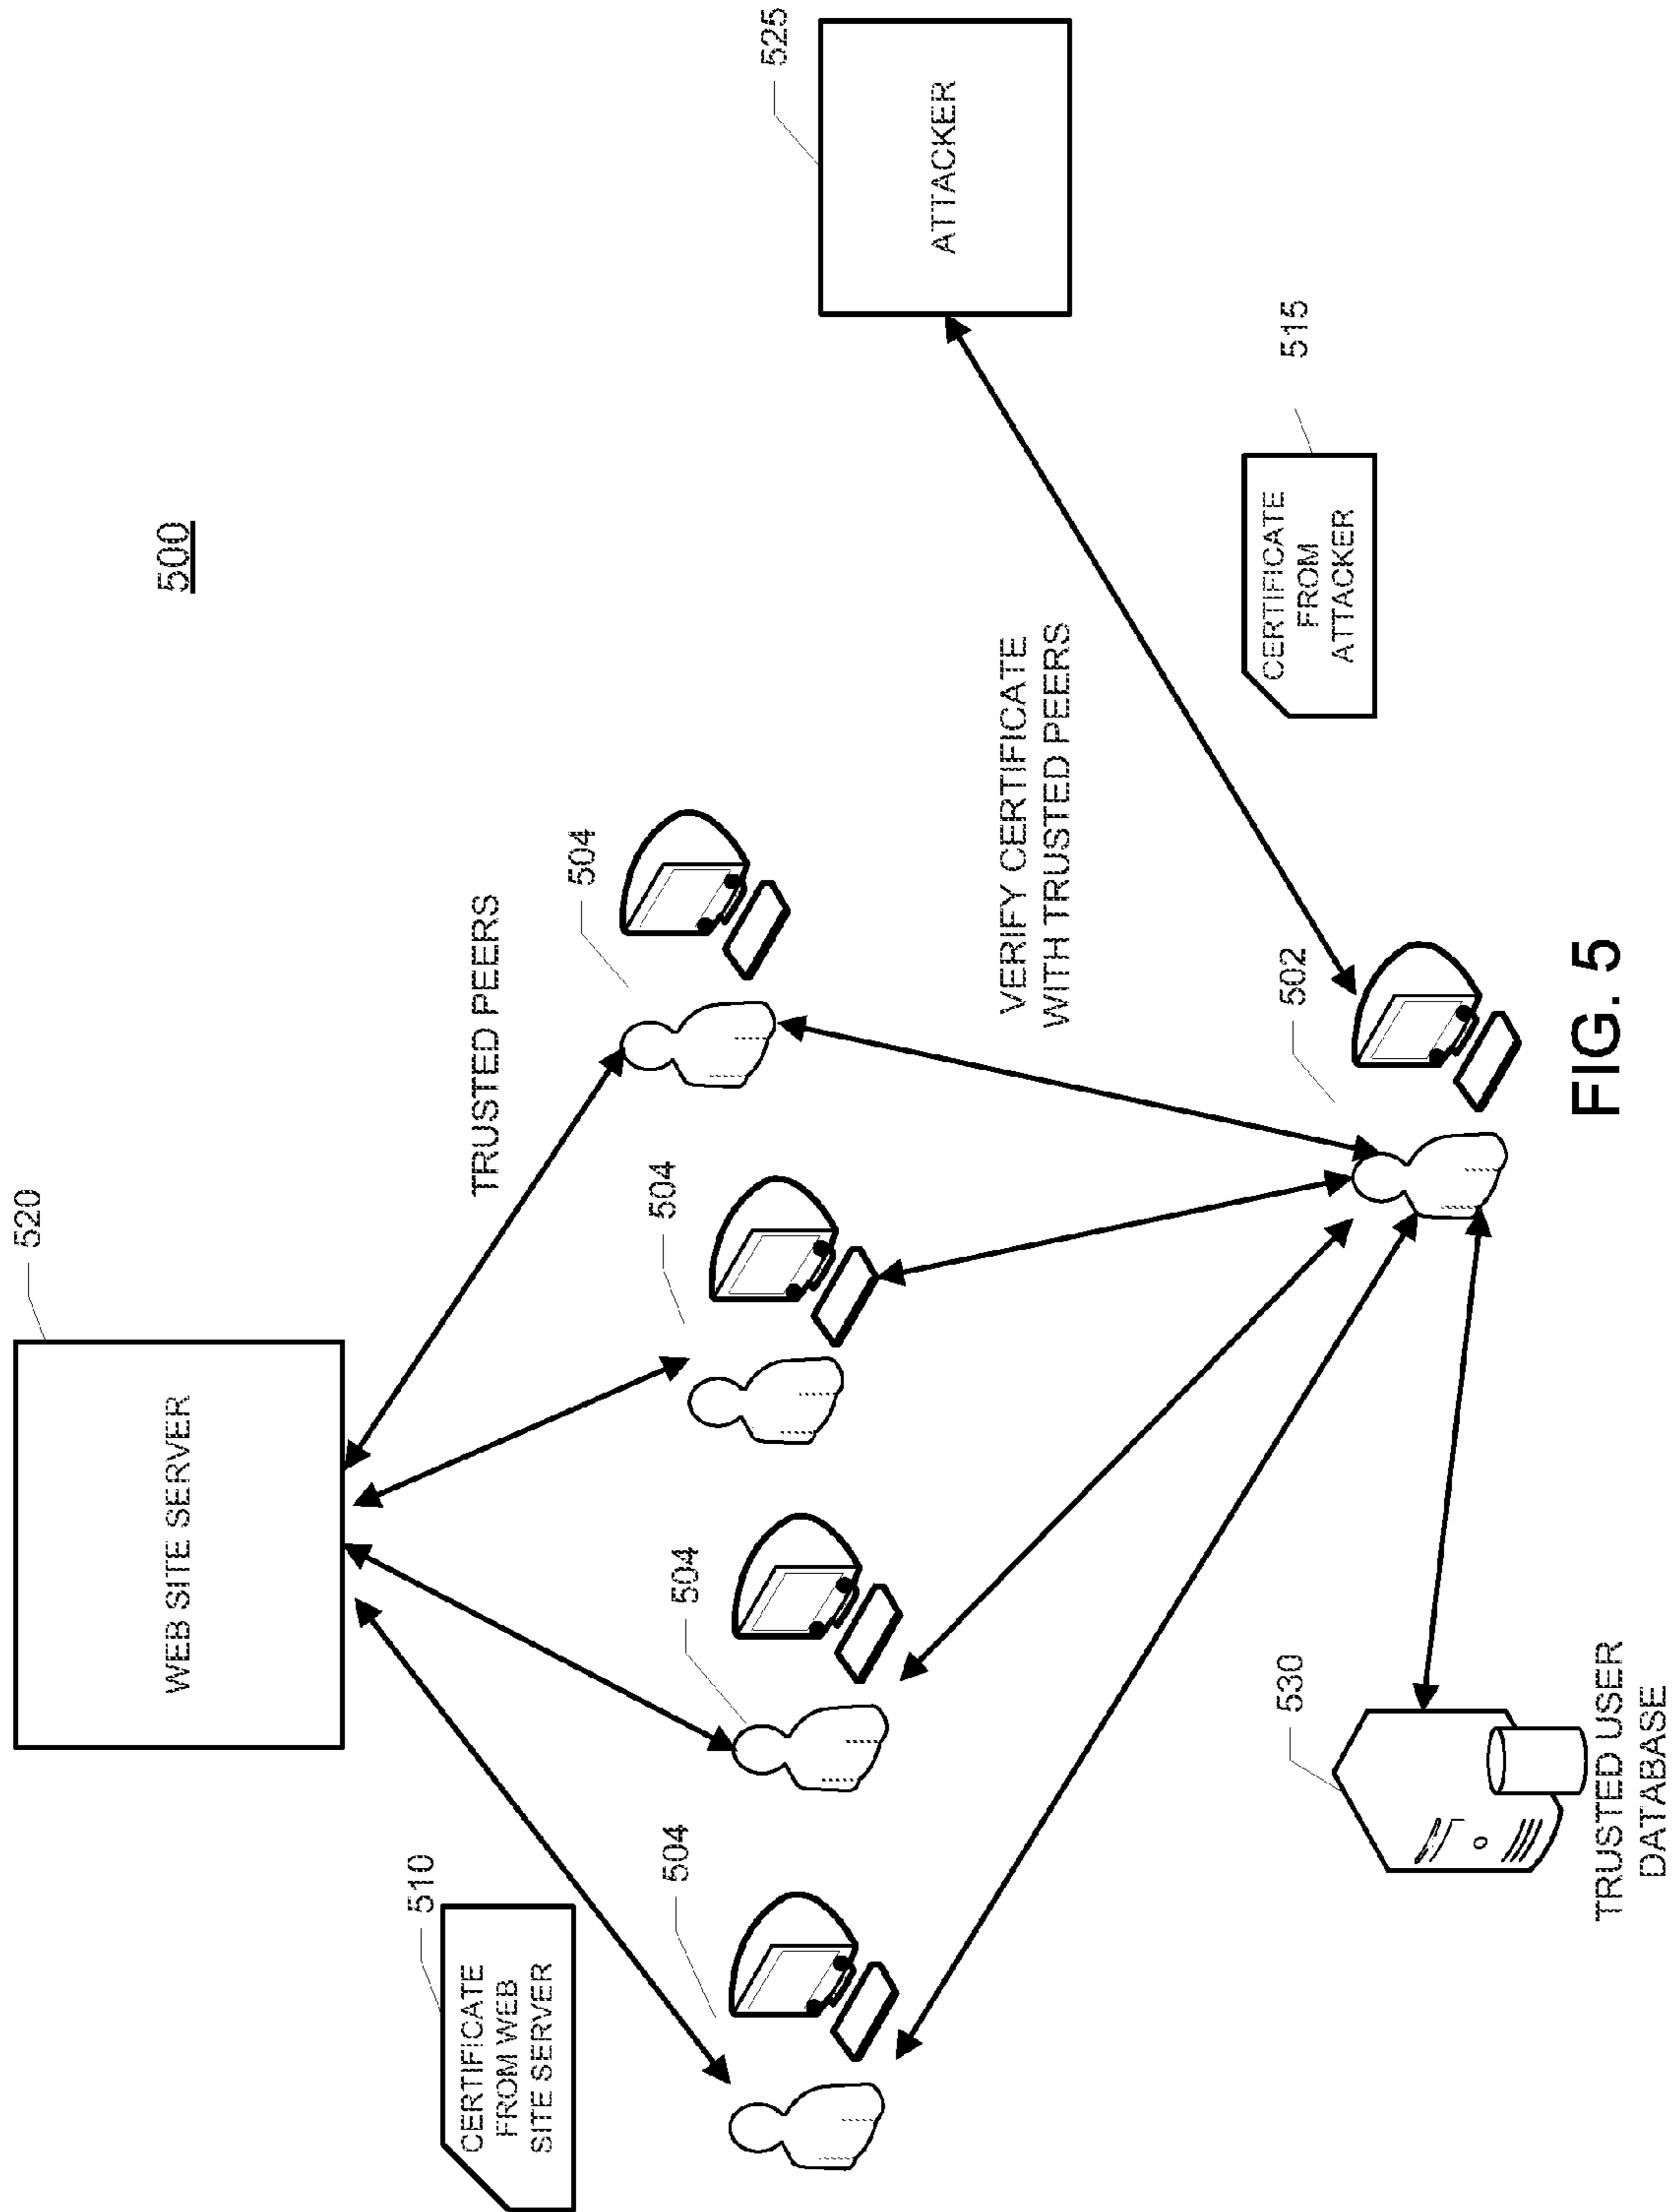 500
520
WEB SITE SERVER
510
CERTIFICATE
FROM WEB
SITE SERVER
TRUSTED PEERS
504
504
504
504
525
ATTACKER
VERIFY CERTIFICATE
WITH TRUSTED PEERS
515
CERTIFICATE
FROM
ATTACKER
502
530
TRUSTED USER
DATABASE
FIG. 5